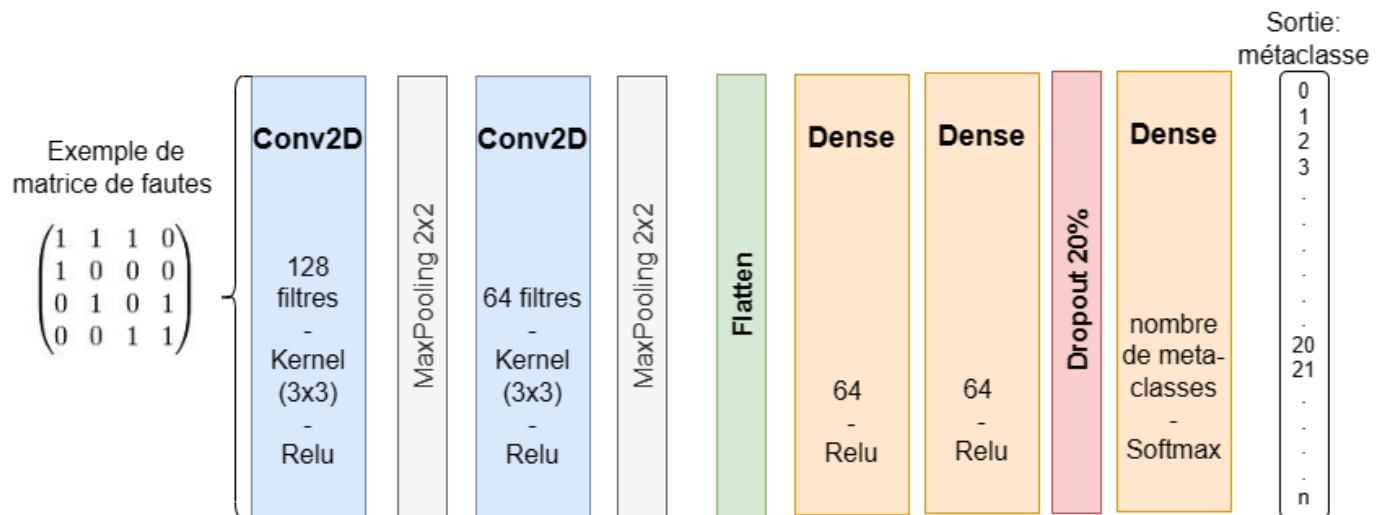 Exemple de
matrice de fautes
1 1 1 0
1 0 0 0
0 1 0 1
0 0 1 1
Conv2D
128
filtres
-
Kernel
(3x3)
-
Relu
MaxPooling 2x2
Conv2D
64 filtres
-
Kernel
(3x3)
-
Relu
MaxPooling 2x2
Flatten
Dense
64
-
Relu
Dense
64
-
Relu
Dropout 20%
Dense
nombre
de meta-
classes
-
Softmax
Sortie:
métaclasse
0
1
2
3
.
.
.
.
.
.
20
21
.
.
.
.
n